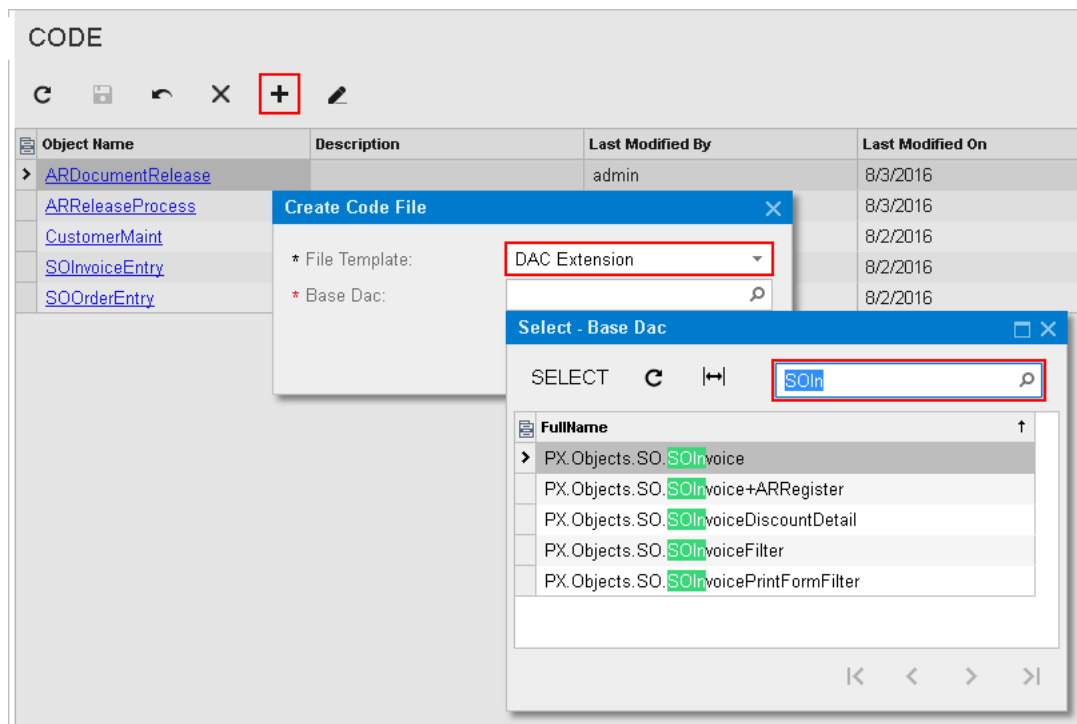 CODE
Object Name Description Last Modified By Last Modified On
ARDocumentRelease admin 8/3/2016
ARReleaseProcess 8/3/2016
CustomerMaint 8/2/2016
SOInvoiceEntry 8/2/2016
SOOrderEntry 8/2/2016
Create Code File
* File Template: DAC Extension
* Base Dac:
Select - Base Dac
SELECT SOIn
FullName
PX.Objects.SO.SOInvoice
PX.Objects.SO.SOInvoice+ARRegister
PX.Objects.SO.SOInvoiceDiscountDetail
PX.Objects.SO.SOInvoiceFilter
PX.Objects.SO.SOInvoicePrintFormFilter